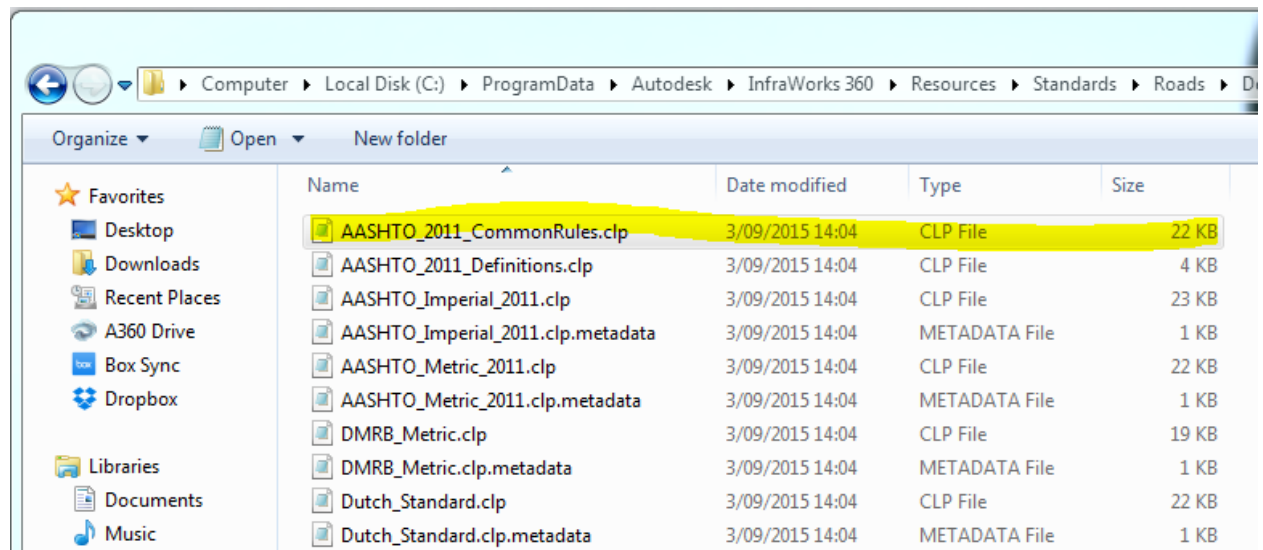 Computer Local Disk (C:) ProgramData Autodesk InfraWorks 360 Resources Standards Roads
Organize Open New folder
Favorites
Desktop
Downloads
Recent Places
A360 Drive
Box Sync
Dropbox
Libraries
Documents
Music
Name Date modified Type Size
AASHTO_2011_CommonRules.clp 3/09/2015 14:04 CLP File 22 KB
AASHTO_2011_Definitions.clp 3/09/2015 14:04 CLP File 4 KB
AASHTO_Imperial_2011.clp 3/09/2015 14:04 CLP File 23 KB
AASHTO_Imperial_2011.clp.metadata 3/09/2015 14:04 METADATA File 1 KB
AASHTO_Metric_2011.clp 3/09/2015 14:04 CLP File 22 KB
AASHTO_Metric_2011.clp.metadata 3/09/2015 14:04 METADATA File 1 KB
DMRB_Metric.clp 3/09/2015 14:04 CLP File 19 KB
DMRB_Metric.clp.metadata 3/09/2015 14:04 METADATA File 1 KB
Dutch_Standard.clp 3/09/2015 14:04 CLP File 22 KB
Dutch_Standard.clp.metadata 3/09/2015 14:04 METADATA File 1 KB